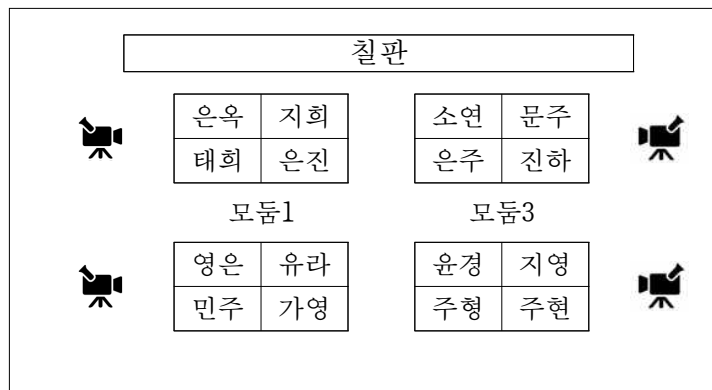 칠판
은옥 지희 소연 문주
태희 은진 은주 진하
모둠1 모둠3
영은 유라 윤경 지영
민주 가영 주형 주현